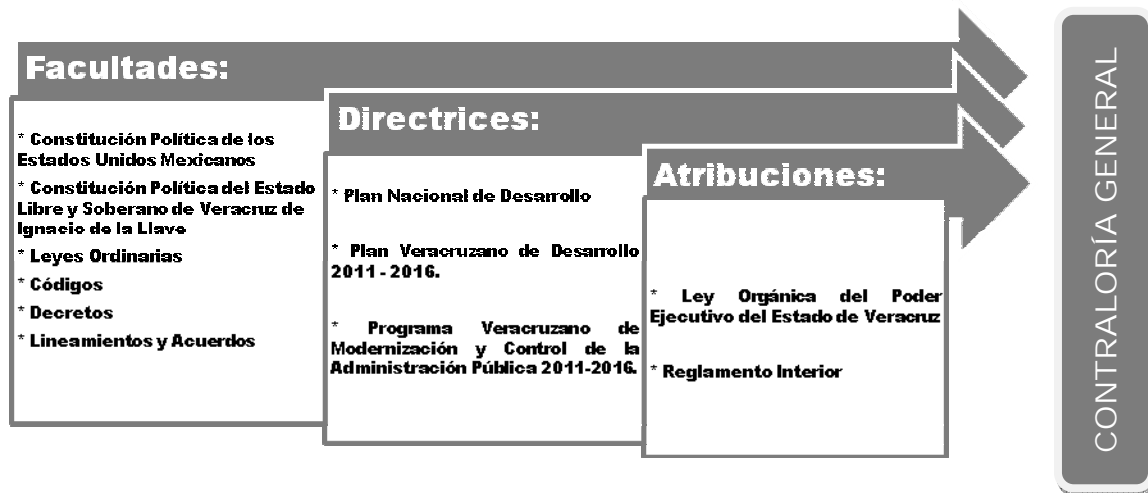 Facultades:
* Constitución Política de los
Estados Unidos Mexicanos
* Constitución Política del Estado
Libre y Soberano de Veracruz de
Ignacio de la Llave
* Leyes Ordinarias
* Códigos
* Decretos
* Lineamientos y Acuerdos
Directrices:
* Plan Nacional de Desarrollo
* Plan Veracruzano de Desarrollo
2011 - 2016.
* Programa Veracruzano de
Modernización y Control de la
Administración Pública 2011-2016.
Atribuciones:
* Ley Orgánica del Poder
Ejecutivo del Estado de Veracruz
* Reglamento Interior
CONTRALORÍA GENERAL